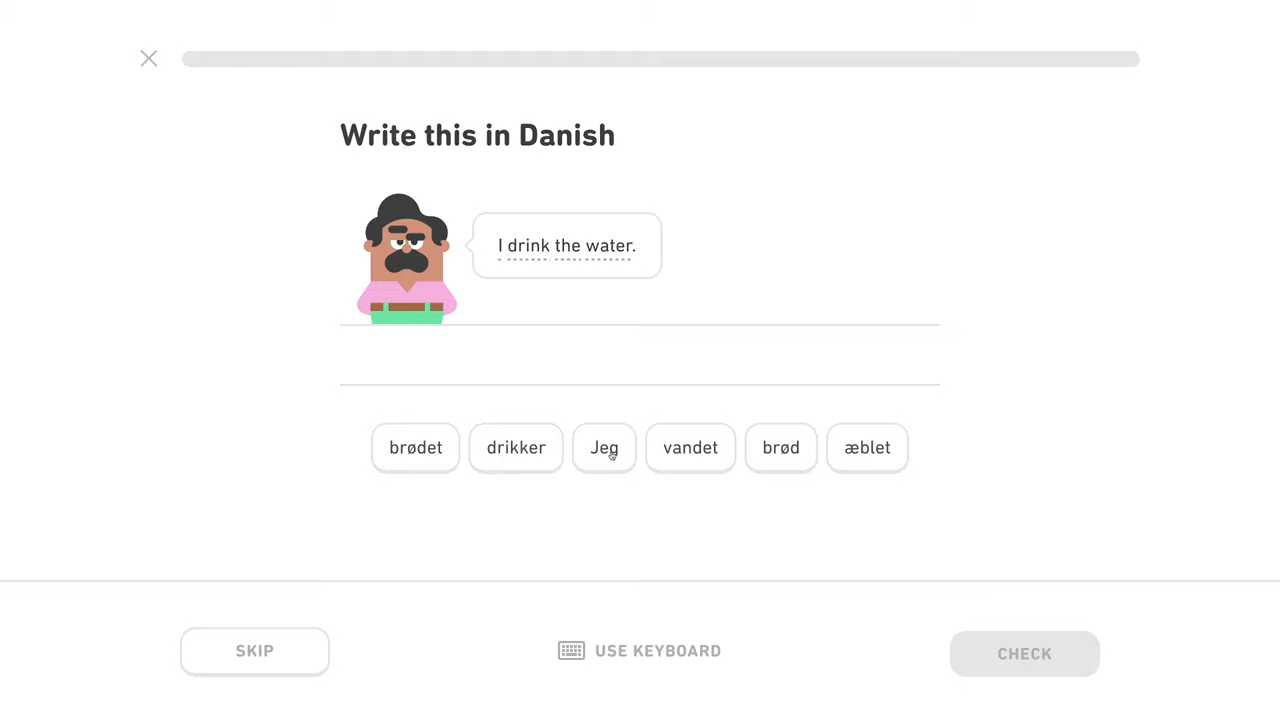 Write this in Danish
I drink the water.
brødet drikker Jeg vandet brød æblet
SKIP USE KEYBOARD CHECK